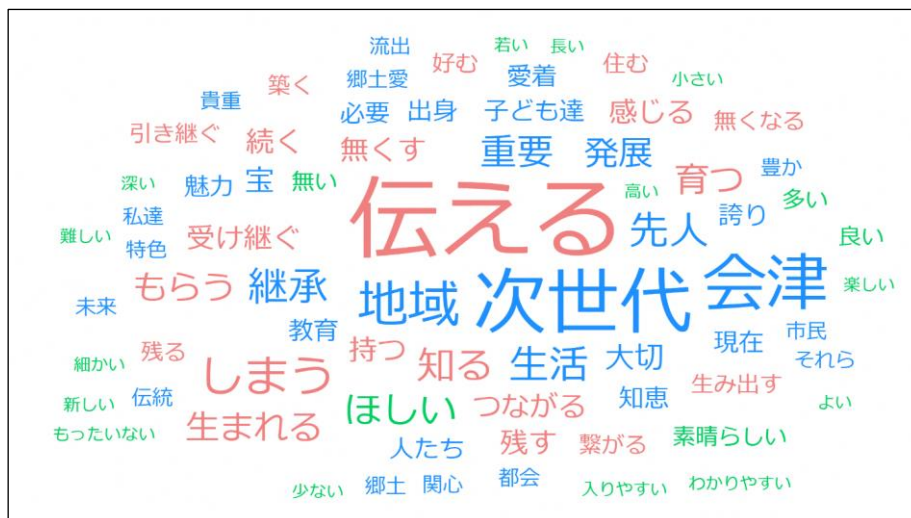 流出 若い 長い
貴重 築く 郷土愛 好む 愛着 住む 小さい
引き継ぐ 続く 必要 出身 子ども達 感じる 無くなる
無くす 重要 発展
深い 魅力 宝 無い 伝える 高い 育つ 豊か
難しい 私達 受け継ぐ 先人 誇り 多い
特色 良い
未来 もらう 継承 地域 次世代 会津 楽しい
教育 市民
細かい 残る しまう 持つ 知る 生活 大切 現在 それら
新しい 伝統 ほしい つながる 知恵 生み出す よい
もったいない 生まれる 人たち 残す 繋がる 素晴らしい
少ない 郷土 関心 都会 入りやすい わかりやすい